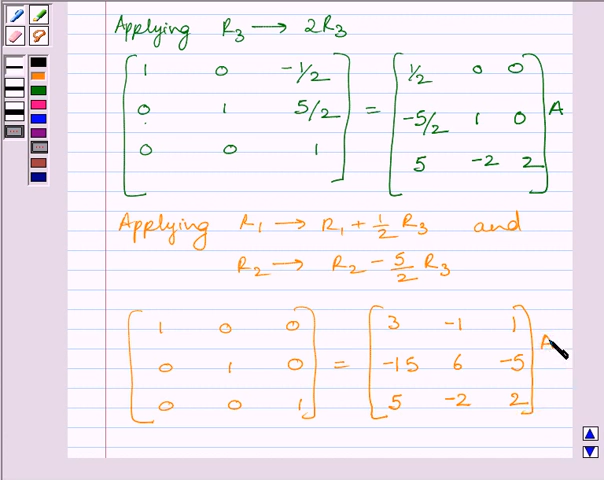 Applying R3 → 2R3
[1 0 -1/2; 0 1 5/2; 0 0 1] = [1/2 0 0; -5/2 1 0; 5 -2 2] A
Applying R1 → R1 + 1/2 R3 and
R2 → R2 - 5/2 R3
[1 0 0; 0 1 0; 0 0 1] = [3 -1 1; -15 6 -5; 5 -2 2] A